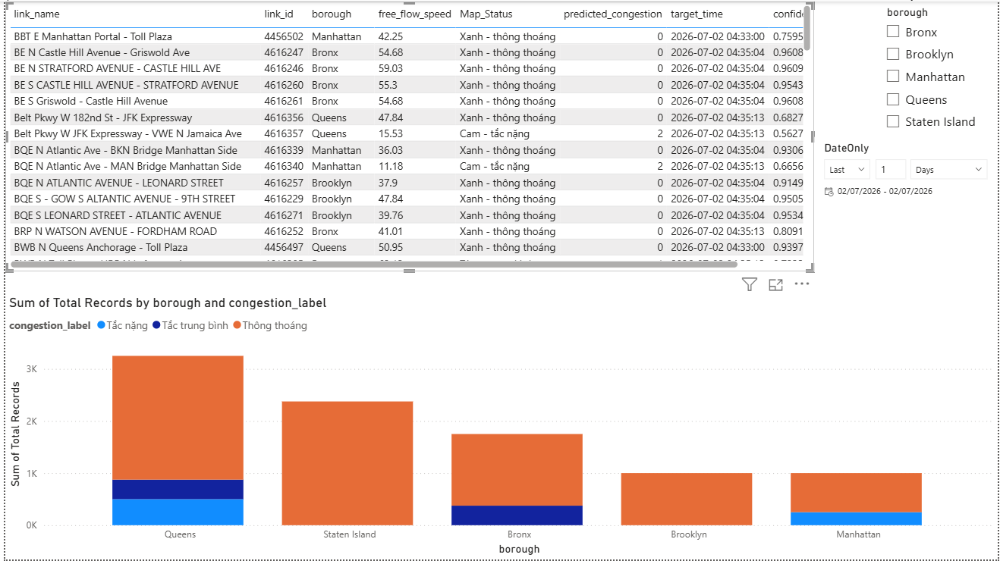 link_name link_id borough free_flow_speed Map_Status predicted_congestion target_time confide
BBT E Manhattan Portal - Toll Plaza 4456502 Manhattan 42.25 Xanh - thông thoáng 0 2026-07-02 04:33:00 0.7595
BE N Castle Hill Avenue - Griswold Ave 4616247 Bronx 54.68 Xanh - thông thoáng 0 2026-07-02 04:35:04 0.9608
BE N STRATFORD AVENUE - CASTLE HILL AVE 4616246 Bronx 59.03 Xanh - thông thoáng 0 2026-07-02 04:35:04 0.9609
BE S CASTLE HILL AVENUE - STRATFORD AVENUE 4616260 Bronx 55.3 Xanh - thông thoáng 0 2026-07-02 04:35:04 0.9543
BE S Griswold - Castle Hill Avenue 4616261 Bronx 54.68 Xanh - thông thoáng 0 2026-07-02 04:35:04 0.9608
Belt Pkwy W 182nd St - JFK Expressway 4616356 Queens 47.84 Xanh - thông thoáng 0 2026-07-02 04:35:13 0.6827
Belt Pkwy W JFK Expressway - VWE N Jamaica Ave 4616357 Queens 15.53 Cam - tắc nặng 2 2026-07-02 04:35:13 0.5627
BQE N Atlantic Ave - BKN Bridge Manhattan Side 4616339 Manhattan 36.03 Xanh - thông thoáng 0 2026-07-02 04:35:13 0.9306
BQE N Atlantic Ave - MAN Bridge Manhattan Side 4616340 Manhattan 11.18 Cam - tắc nặng 2 2026-07-02 04:35:13 0.6656
BQE N ATLANTIC AVENUE - LEONARD STREET 4616257 Brooklyn 37.9 Xanh - thông thoáng 0 2026-07-02 04:35:04 0.9149
BQE S - GOW S ALTANTIC AVENUE - 9TH STREET 4616229 Brooklyn 47.84 Xanh - thông thoáng 0 2026-07-02 04:35:04 0.9505
BQE S LEONARD STREET - ATLANTIC AVENUE 4616271 Brooklyn 39.76 Xanh - thông thoáng 0 2026-07-02 04:35:04 0.9534
BRP N WATSON AVENUE - FORDHAM ROAD 4616252 Bronx 41.01 Xanh - thông thoáng 0 2026-07-02 04:35:13 0.8091
BWB N Queens Anchorage - Toll Plaza 4456497 Queens 50.95 Xanh - thông thoáng 0 2026-07-02 04:33:00 0.9397
borough
Bronx
Brooklyn
Manhattan
Queens
Staten Island
DateOnly
Last 1 Days
02/07/2026 - 02/07/2026
Sum of Total Records by borough and congestion_label
congestion_label Tắc nặng Tắc trung bình Thông thoáng
Sum of Total Records
3K
2K
1K
0K
Queens Staten Island Bronx Brooklyn Manhattan
borough